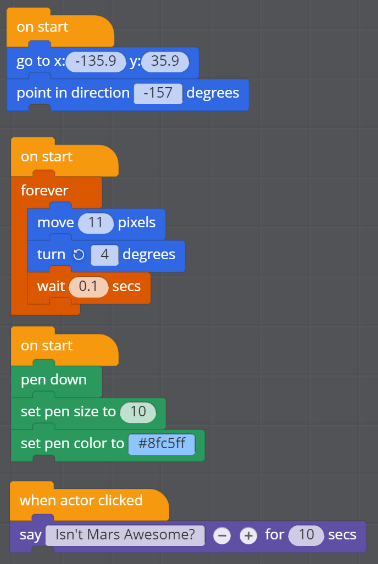 on start
go to x: -135.9 y: 35.9
point in direction -157 degrees
on start
forever
move 11 pixels
turn 4 degrees
wait 0.1 secs
on start
pen down
set pen size to 10
set pen color to #8fc5ff
when actor clicked
say Isn't Mars Awesome? for 10 secs